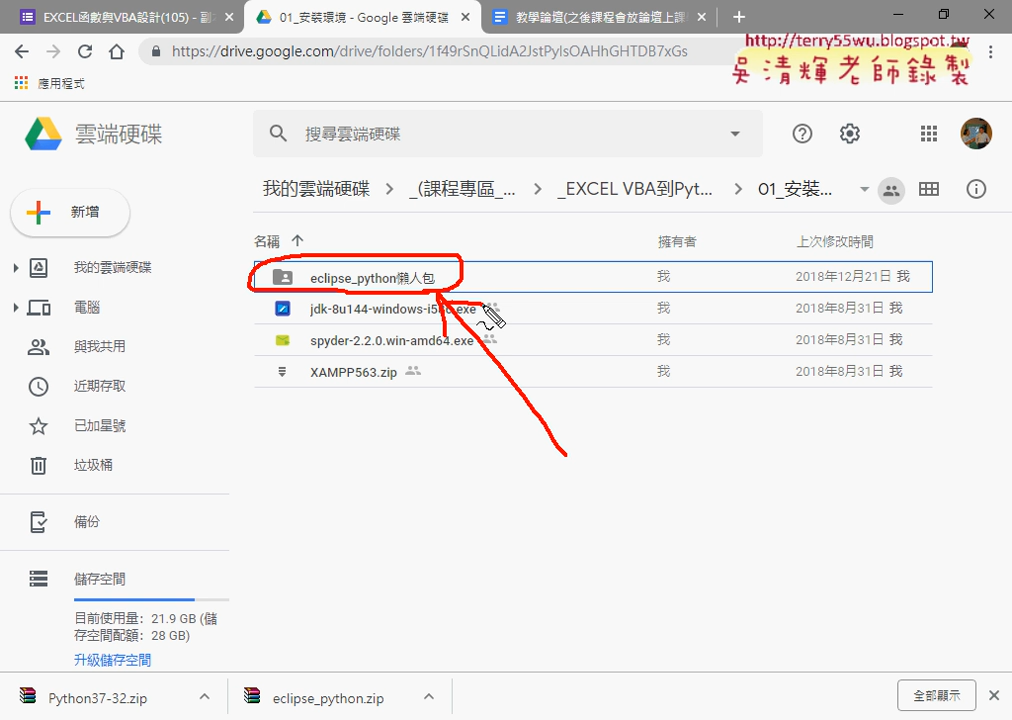 EXCEL函數與VBA設計(105) - 副
01_安裝環境 - Google 雲端硬碟
教學論壇(之後課程會放論壇上課
https://drive.google.com/drive/folders/1f49rSnQLidA2JstPylsOAHhGHTDB7xGs
http://terry55wu.blogspot.tw
吳清輝老師錄製
應用程式
雲端硬碟
搜尋雲端硬碟
新增
我的雲端硬碟
_(課程專區_...
_EXCEL VBA到Pyt...
01_安裝...
名稱
擁有者
上次修改時間
我的雲端硬碟
eclipse_python懶人包
我
2018年12月21日 我
電腦
jdk-8u144-windows-i586.exe
我
2018年8月31日 我
與我共用
spyder-2.2.0.win-amd64.exe
我
2018年8月31日 我
近期存取
XAMPP563.zip
我
2018年8月31日 我
已加星號
垃圾桶
備份
儲存空間
目前使用量：21.9 GB (儲
存空間配額：28 GB)
升級儲存空間
Python37-32.zip
eclipse_python.zip
全部顯示